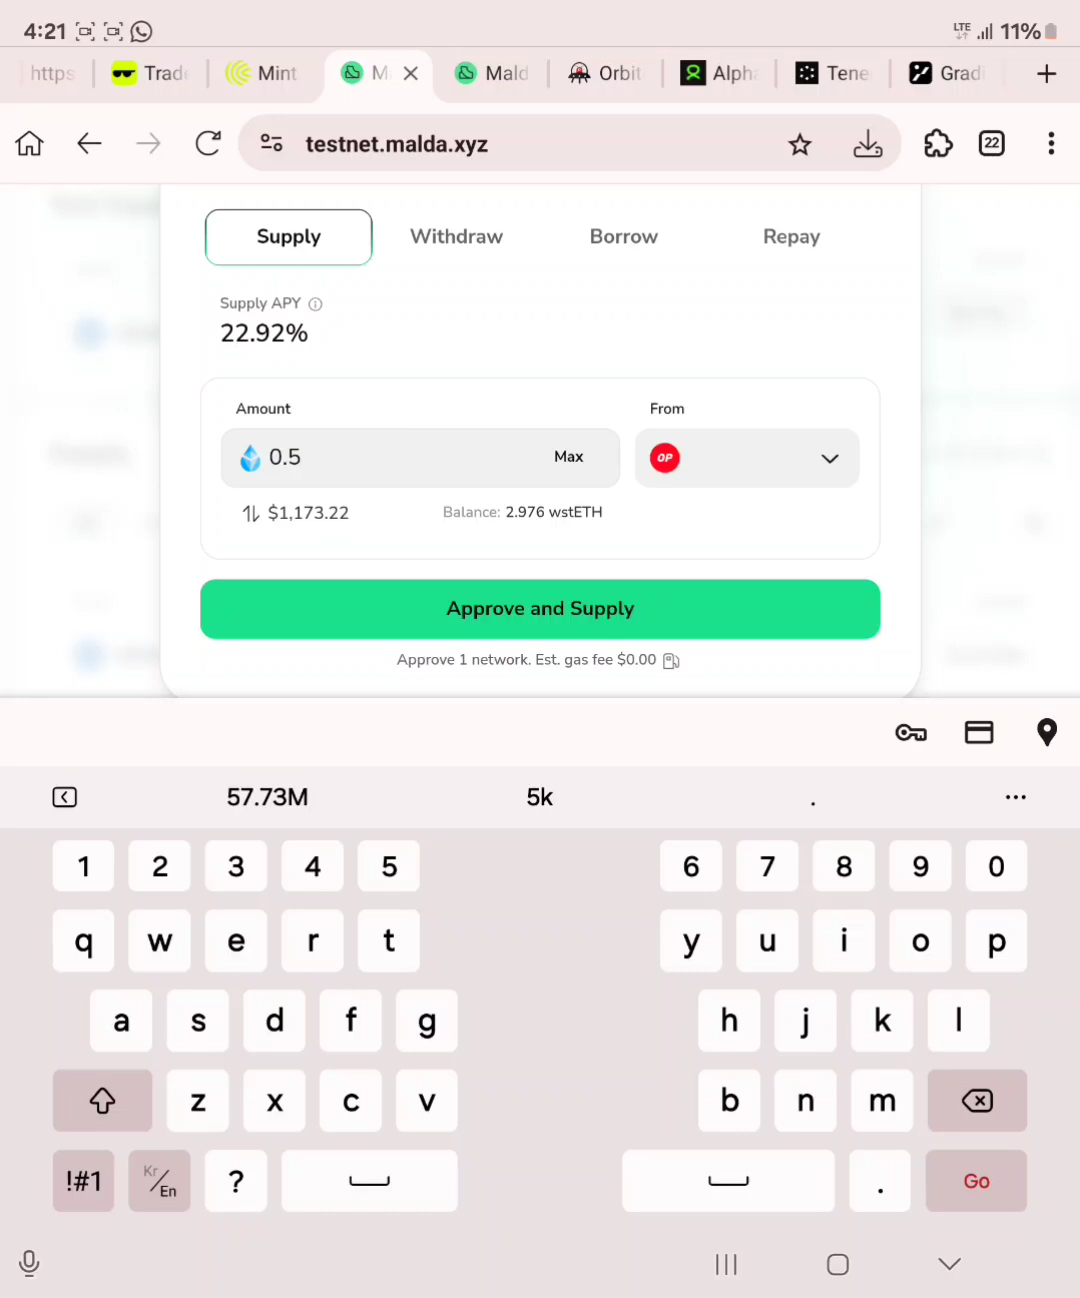 4:21
LTE 11%
https Trad Mint M Mald Orbit Alpha Tene Grad
testnet.malda.xyz
22
Supply Withdraw Borrow Repay
Supply APY
22.92%
Amount From
0.5 Max OP
$1,173.22 Balance: 2.976 wstETH
Approve and Supply
Approve 1 network. Est. gas fee $0.00
57.73M 5k . ...
1 2 3 4 5 6 7 8 9 0
q w e r t y u i o p
a s d f g h j k l
z x c v b n m
!#1 Kr/En ? . Go